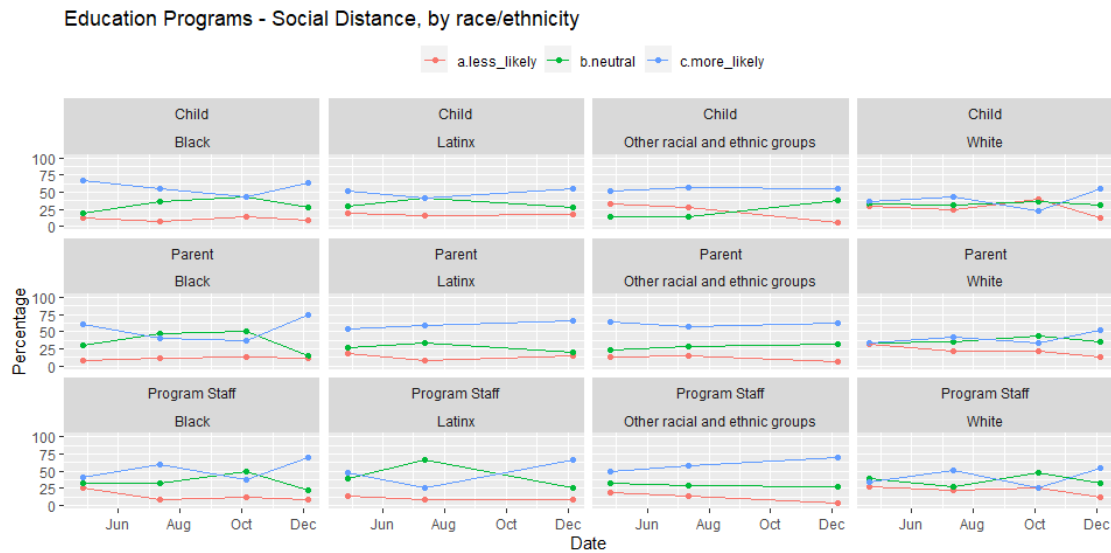 Education Programs - Social Distance, by race/ethnicity
a.less_likely b.neutral c.more_likely
Child Child Child Child
Black Latinx Other racial and ethnic groups White
100
75
50
25
0
Parent Parent Parent Parent
Black Latinx Other racial and ethnic groups White
100
75
50
25
0
Percentage
Program Staff Program Staff Program Staff Program Staff
Black Latinx Other racial and ethnic groups White
100
75
50
25
0
Jun Aug Oct Dec Jun Aug Oct Dec Jun Aug Oct Dec Jun Aug Oct Dec
Date